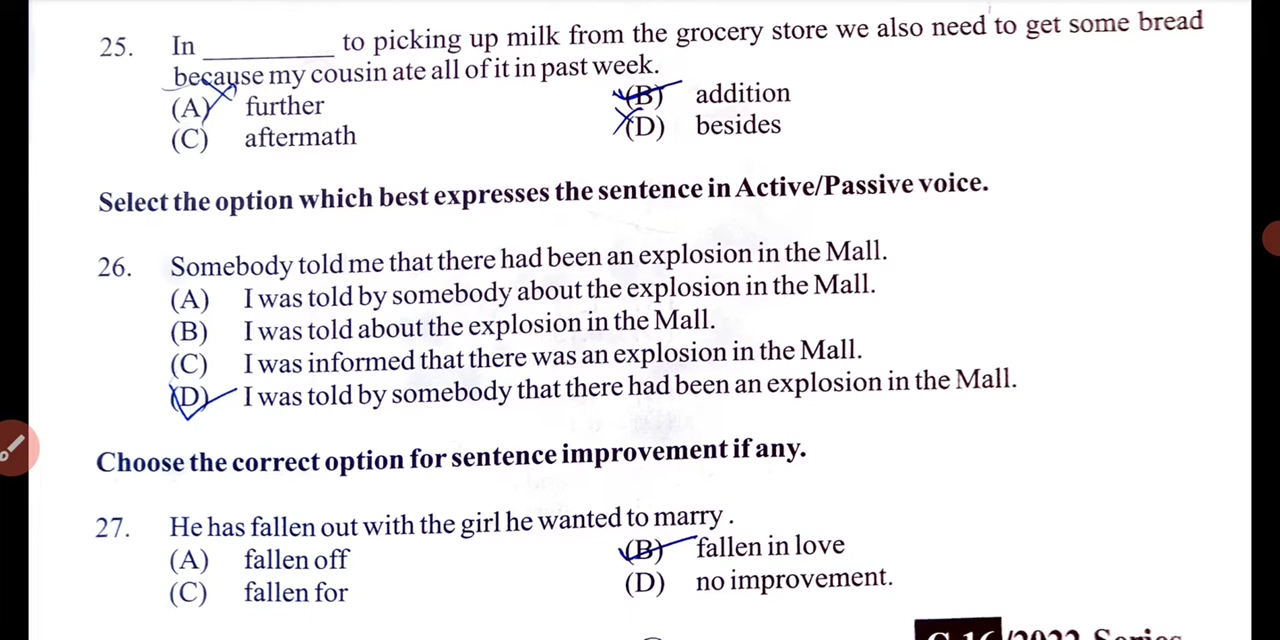 25. In __________ to picking up milk from the grocery store we also need to get some bread
because my cousin ate all of it in past week.
(A) further (B) addition
(C) aftermath (D) besides
Select the option which best expresses the sentence in Active/Passive voice.
26. Somebody told me that there had been an explosion in the Mall.
(A) I was told by somebody about the explosion in the Mall.
(B) I was told about the explosion in the Mall.
(C) I was informed that there was an explosion in the Mall.
(D) I was told by somebody that there had been an explosion in the Mall.
Choose the correct option for sentence improvement if any.
27. He has fallen out with the girl he wanted to marry .
(A) fallen off (B) fallen in love
(C) fallen for (D) no improvement.
C-16/2022 Series